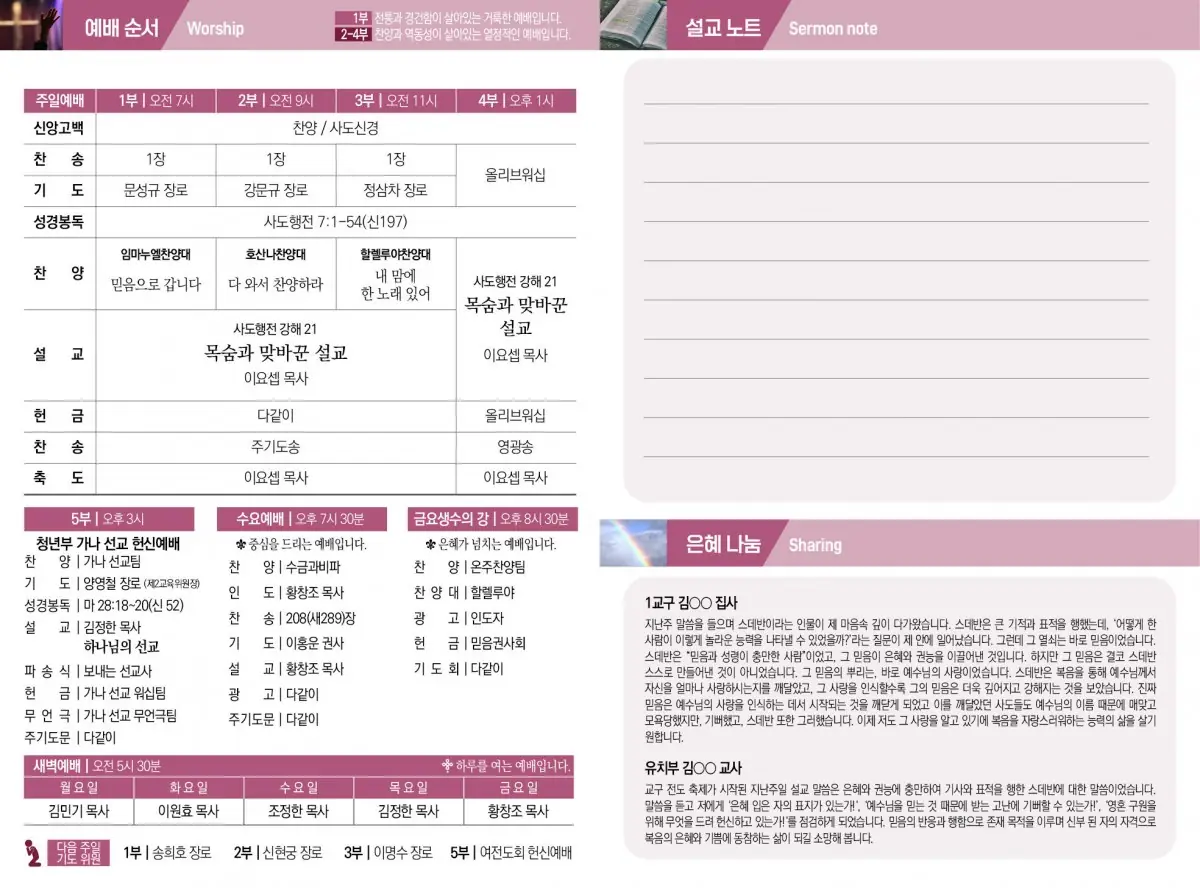 예배 순서 Worship
1부 전통과 경건함이 살아있는 거룩한 예배입니다.
2-4부 찬양과 역동성이 살아있는 열정적인 예배입니다.
주일예배 1부 | 오전 7시 2부 | 오전 9시 3부 | 오전 11시 4부 | 오후 1시
신앙고백 찬양 / 사도신경
찬 송 1장 1장 1장
올리브워십
기 도 문성규 장로 강문규 장로 정삼차 장로
성경봉독 사도행전 7:1-54(신197)
찬 양
임마누엘찬양대 호산나찬양대 할렐루야찬양대
믿음으로 갑니다 다 와서 찬양하라 내 맘에
한 노래 있어
사도행전 강해 21
목숨과 맞바꾼
설교
이요셉 목사
설 교
사도행전 강해 21
목숨과 맞바꾼 설교
이요셉 목사
헌 금 다같이 올리브워십
찬 송 주기도송 영광송
축 도 이요셉 목사 이요셉 목사
5부 | 오후 3시
청년부 가나 선교 헌신예배
찬 양 | 가나 선교팀
기 도 | 양영철 장로 (제2교육위원장)
성경봉독 | 마 28:18~20(신 52)
설 교 | 김정한 목사
하나님의 선교
파 송 식 | 보내는 선교사
헌 금 | 가나 선교 워십팀
무 언 극 | 가나 선교 무언극팀
주기도문 | 다같이
수요예배 | 오후 7시 30분
중심을 드리는 예배입니다.
찬 양 | 수금과비파
인 도 | 황창조 목사
찬 송 | 208(새289)장
기 도 | 이홍운 권사
설 교 | 황창조 목사
광 고 | 다같이
주기도문 | 다같이
금요생수의 강 | 오후 8시 30분
은혜가 넘치는 예배입니다.
찬 양 | 온주찬양팀
찬 양 대 | 할렐루야
광 고 | 인도자
헌 금 | 믿음권사회
기 도 회 | 다같이
새벽예배 | 오전 5시 30분 하루를 여는 예배입니다.
월 요 일 화 요 일 수 요 일 목 요 일 금 요 일
김민기 목사 이원효 목사 조정한 목사 김정한 목사 황창조 목사
다음 주일
기도 위원
1부 | 송희호 장로 2부 | 신현궁 장로 3부 | 이명수 장로 5부 | 여전도회 헌신예배
설교 노트 Sermon note
은혜 나눔 Sharing
1교구 김○○ 집사
지난주 말씀을 들으며 스데반이라는 인물이 제 마음속 깊이 다가왔습니다. 스데반은 큰 기적과 표적을 행했는데, '어떻게 한
사람이 이렇게 놀라운 능력을 나타낼 수 있었을까?'라는 질문이 제 안에 일어났습니다. 그런데 그 열쇠는 바로 믿음이었습니다.
스데반은 "믿음과 성령이 충만한 사람"이었고, 그 믿음이 은혜와 권능을 이끌어낸 것입니다. 하지만 그 믿음은 결코 스데반
스스로 만들어낸 것이 아니었습니다. 그 믿음의 뿌리는, 바로 예수님의 사랑이었습니다. 스데반은 복음을 통해 예수님께서
자신을 얼마나 사랑하시는지를 깨달았고, 그 사랑을 인식할수록 그의 믿음은 더욱 깊어지고 강해지는 것을 보았습니다. 진짜
믿음은 예수님의 사랑을 인식하는 데서 시작되는 것을 깨닫게 되었고 이를 깨달았던 사도들도 예수님의 이름 때문에 매맞고
모욕당했지만, 기뻐했고, 스데반 또한 그러했습니다. 이제 저도 그 사랑을 알고 있기에 복음을 자랑스러워하는 능력의 삶을 살기
원합니다.
유치부 김○○ 교사
교구 전도 축제가 시작된 지난주일 설교 말씀은 은혜와 권능에 충만하여 기사와 표적을 행한 스데반에 대한 말씀이었습니다.
말씀을 듣고 저에게 '은혜 입은 자의 표지가 있는가!', '예수님을 믿는 것 때문에 받는 고난에 기뻐할 수 있는가!', '영혼 구원을
위해 무엇을 드려 헌신하고 있는가!'를 점검하게 되었습니다. 믿음의 반응과 행함으로 존재 목적을 이루며 신부 된 자의 자격으로
복음의 은혜와 기쁨에 동참하는 삶이 되길 소망해 봅니다.